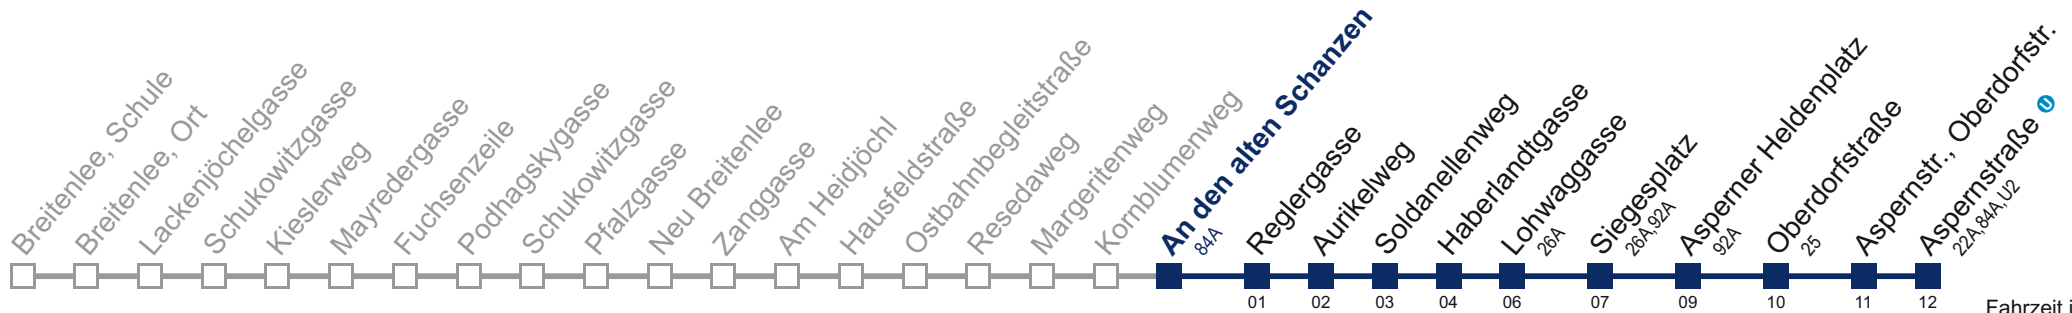 Breitenlee, Schule
Breitenlee, Ort
Lackenjöchelgasse
Schukowitzgasse
Kieslerweg
Mayredergasse
Fuchsenzeile
Podhagskygasse
Schukowitzgasse
Pfalzgasse
Neu Breitenlee
Zanggasse
Am Heidjöchl
Hausfeldstraße
Ostbahnbegleitstraße
Resedaweg
Margeritenweg
Kornblumenweg
An den alten Schanzen
84A
Reglergasse
Aurikelweg
Soldanellenweg
Haberlandtgasse
Lohwaggasse
26A
Siegesplatz
26A,92A
Asperner Heldenplatz
92A
Oberdorfstraße
25
Aspernstr., Oberdorfstr.
Aspernstraße U
22A,84A,U2
01 02 03 04 06 07 09 10 11 12
Fahrzeit i